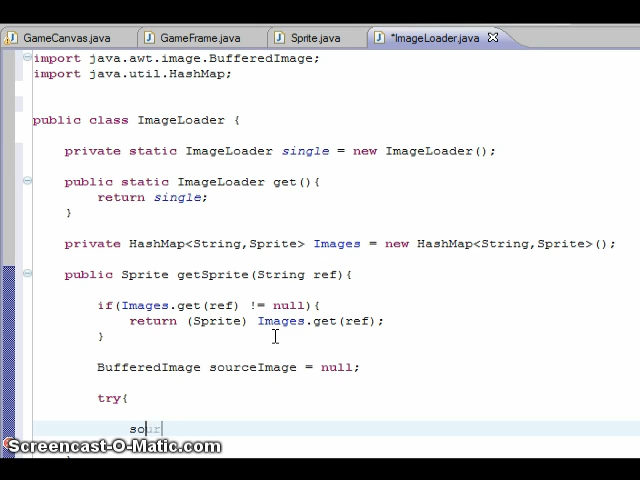 GameCanvas.java GameFrame.java Sprite.java *ImageLoader.java
import java.awt.image.BufferedImage;
import java.util.HashMap;
public class ImageLoader {
private static ImageLoader single = new ImageLoader();
public static ImageLoader get(){
return single;
}
private HashMap<String,Sprite> Images = new HashMap<String,Sprite>();
public Sprite getSprite(String ref){
if(Images.get(ref) != null){
return (Sprite) Images.get(ref);
}
BufferedImage sourceImage = null;
try{
sour
Screencast-O-Matic.com